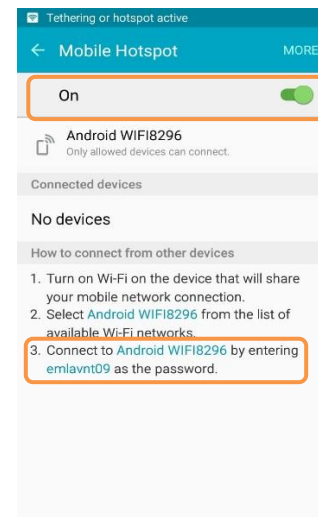 Tethering or hotspot active
Mobile Hotspot MORE
On
Android WIFI8296
Only allowed devices can connect.
Connected devices
No devices
How to connect from other devices
1. Turn on Wi-Fi on the device that will share
your mobile network connection.
2. Select Android WIFI8296 from the list of
available Wi-Fi networks.
3. Connect to Android WIFI8296 by entering
emlavnt09 as the password.